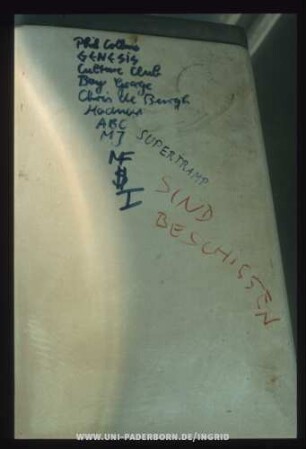 Phil Collins
GENESIS
Culture Club
Boy George
Chris de Burgh
ABC
MJ
SUPERTRAMP
NF
$
I
SIND
BESCHISSEN
WWW.UNI-PADERBORN.DE/INGRID